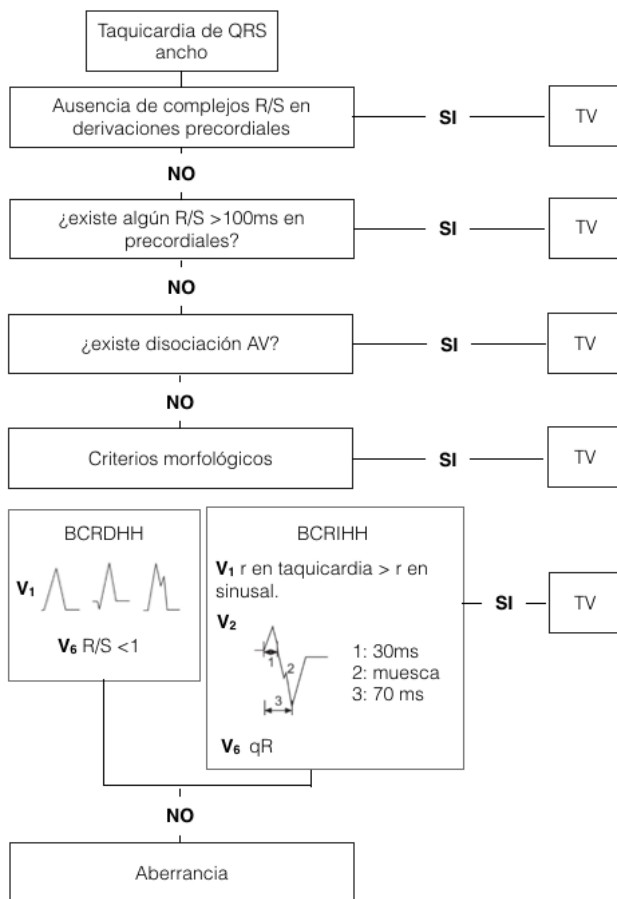 Taquicardia de QRS
ancho
Ausencia de complejos R/S en
derivaciones precordiales
SI
TV
NO
¿existe algún R/S >100ms en
precordiales?
SI
TV
NO
¿existe disociación AV?
SI
TV
NO
Criterios morfológicos
SI
TV
BCRDHH
V₁
V₆ R/S <1
BCRIHH
V₁ r en taquicardia > r en
sinusal.
V₂
1
2
3
1: 30ms
2: muesca
3: 70 ms
V₆ qR
SI
TV
NO
Aberrancia